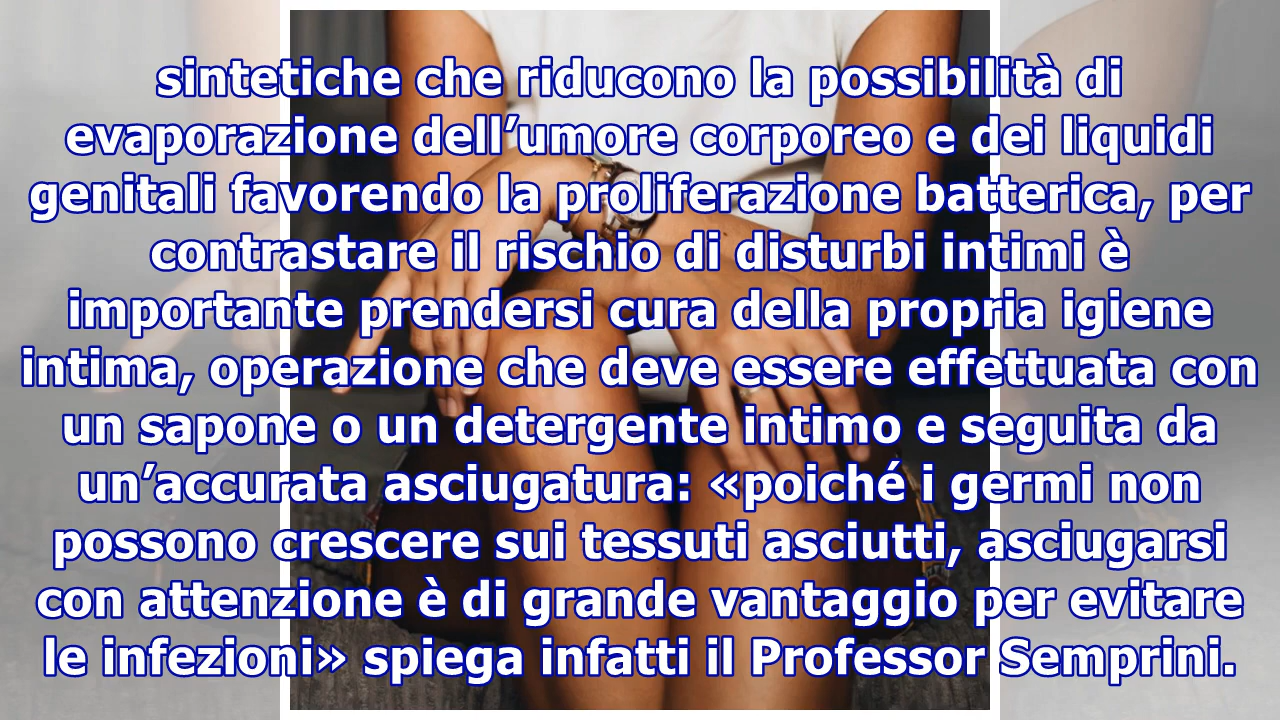 sintetiche che riducono la possibilità di
evaporazione dell’umore corporeo e dei liquidi
genitali favorendo la proliferazione batterica, per
contrastare il rischio di disturbi intimi è
importante prendersi cura della propria igiene
intima, operazione che deve essere effettuata con
un sapone o un detergente intimo e seguita da
un’accurata asciugatura: «poiché i germi non
possono crescere sui tessuti asciutti, asciugarsi
con attenzione è di grande vantaggio per evitare
le infezioni» spiega infatti il Professor Semprini.